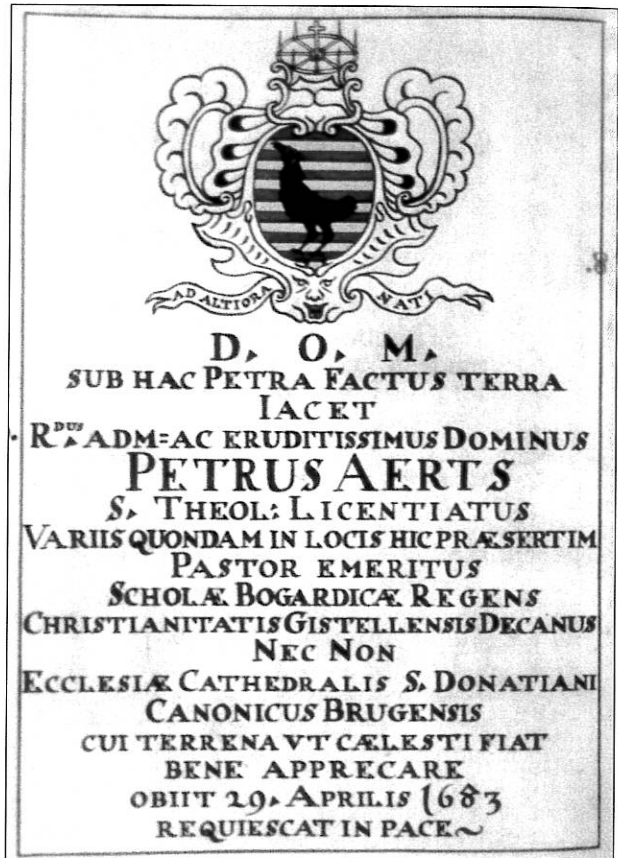 AD ALTIORA NATI
D. O. M.
SUB HAC PETRA FACTUS TERRA
IACET
R.DUS ADM=AC ERUDITISSIMUS DOMINUS
PETRUS AERTS
S. THEOL: LICENTIATUS
VARIIS QUONDAM IN LOCIS HIC PRÆSERTIM
PASTOR EMERITUS
SCHOLÆ BOGARDICÆ REGENS
CHRISTIANITATIS GISTELLENSIS DECANUS
NEC NON
ECCLESIÆ CATHEDRALIS S. DONATIANI
CANONICUS BRUGENSIS
CUI TERRENA VT CÆLESTI FIAT
BENE APPRECARE
OBIIT 29. APRILIS 1683
REQUIESCAT IN PACE~